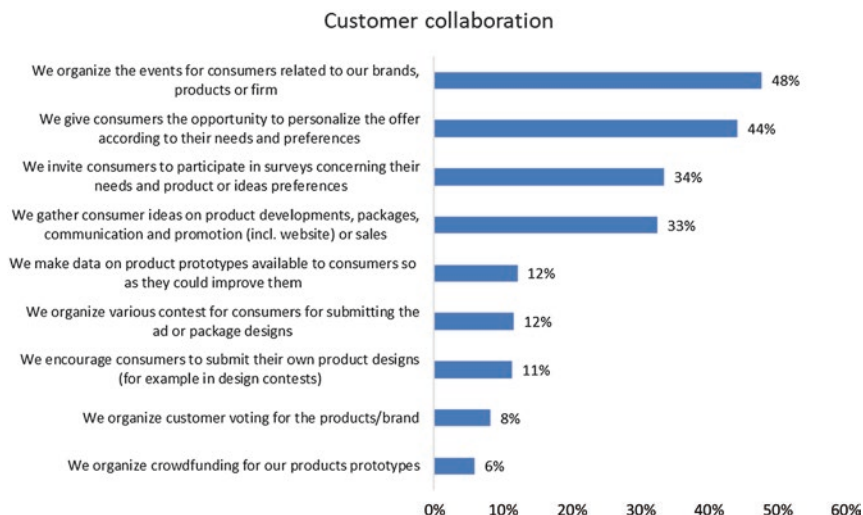 Customer collaboration
We organize the events for consumers related to our brands,
products or firm
48%
We give consumers the opportunity to personalize the offer
according to their needs and preferences
44%
We invite consumers to participate in surveys concerning their
needs and product or ideas preferences
34%
We gather consumer ideas on product developments, packages,
communication and promotion (incl. website) or sales
33%
We make data on product prototypes available to consumers so
as they could improve them
12%
We organize various contest for consumers for submitting the
ad or package designs
12%
We encourage consumers to submit their own product designs
(for example in design contests)
11%
We organize customer voting for the products/brand
8%
We organize crowdfunding for our products prototypes
6%
0% 10% 20% 30% 40% 50% 60%